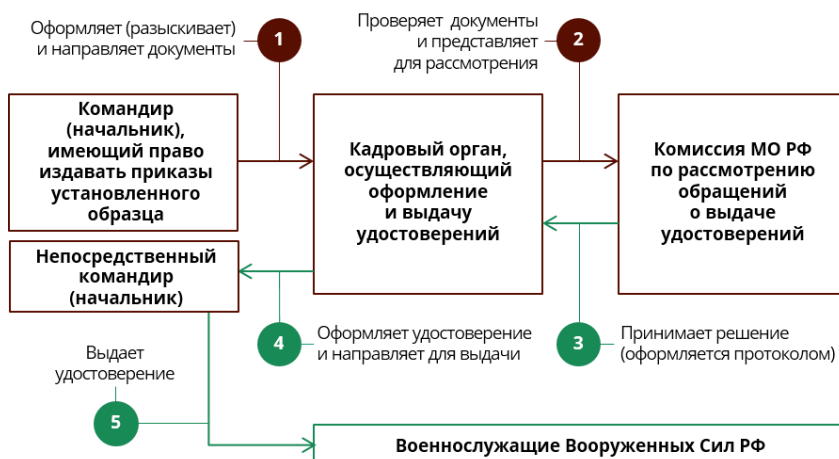 Оформляет (разыскивает)
и направляет документы
1
Проверяет документы
и представляет
для рассмотрения
2
Командир
(начальник),
имеющий право
издавать приказы
установленного
образца
Кадровый орган,
осуществляющий
оформление
и выдачу
удостоверений
Комиссия МО РФ
по рассмотрению
обращений
о выдаче
удостоверений
Непосредственный
командир
(начальник)
4
Оформляет удостоверение
и направляет для выдачи
3
Принимает решение
(оформляется протоколом)
Выдает
удостоверение
5
Военнослужащие Вооруженных Сил РФ